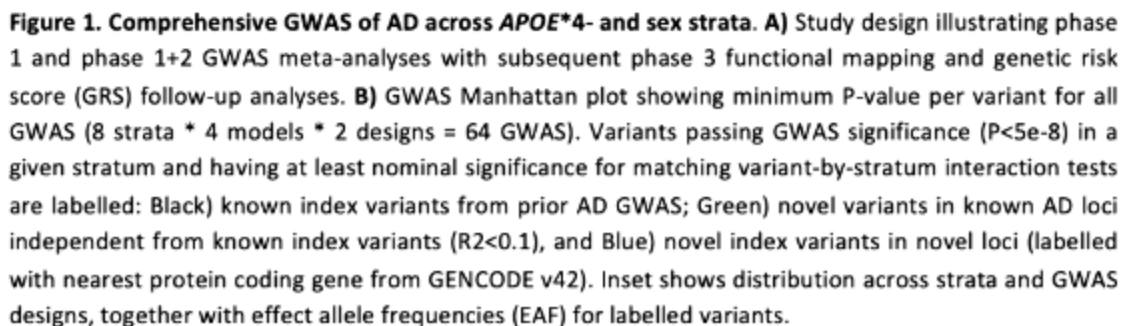 Figure 1. Comprehensive GWAS of AD across APOE*4- and sex strata. A) Study design illustrating phase
1 and phase 1+2 GWAS meta-analyses with subsequent phase 3 functional mapping and genetic risk
score (GRS) follow-up analyses. B) GWAS Manhattan plot showing minimum P-value per variant for all
GWAS (8 strata * 4 models * 2 designs = 64 GWAS). Variants passing GWAS significance (P<5e-8) in a
given stratum and having at least nominal significance for matching variant-by-stratum interaction tests
are labelled: Black) known index variants from prior AD GWAS; Green) novel variants in known AD loci
independent from known index variants (R2<0.1), and Blue) novel index variants in novel loci (labelled
with nearest protein coding gene from GENCODE v42). Inset shows distribution across strata and GWAS
designs, together with effect allele frequencies (EAF) for labelled variants.